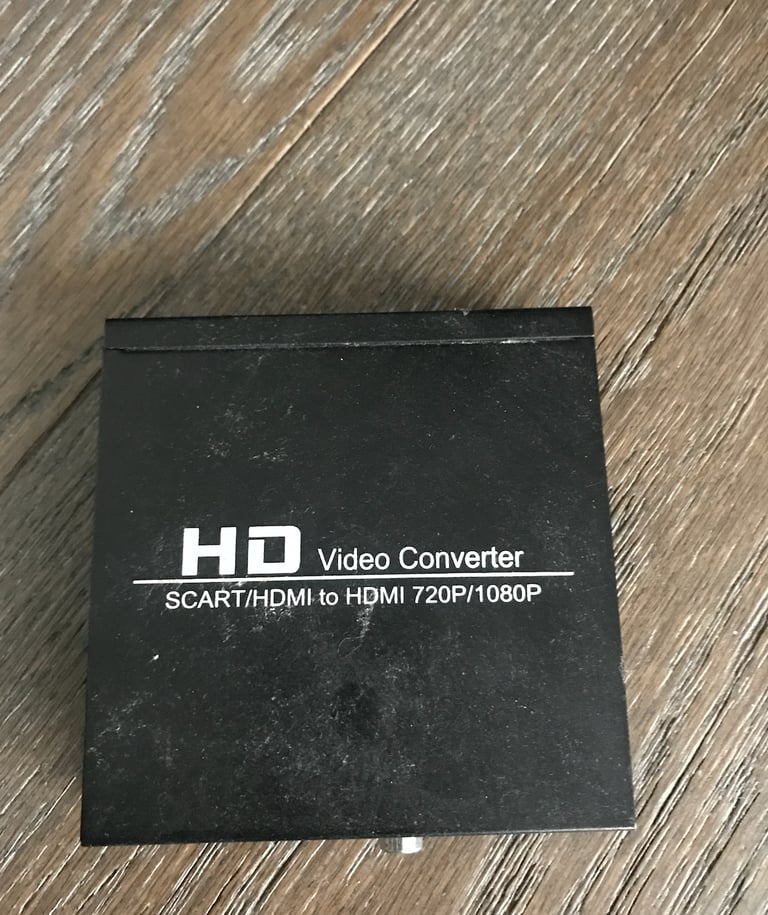 HD Video Converter
SCART/HDMI to HDMI 720P/1080P